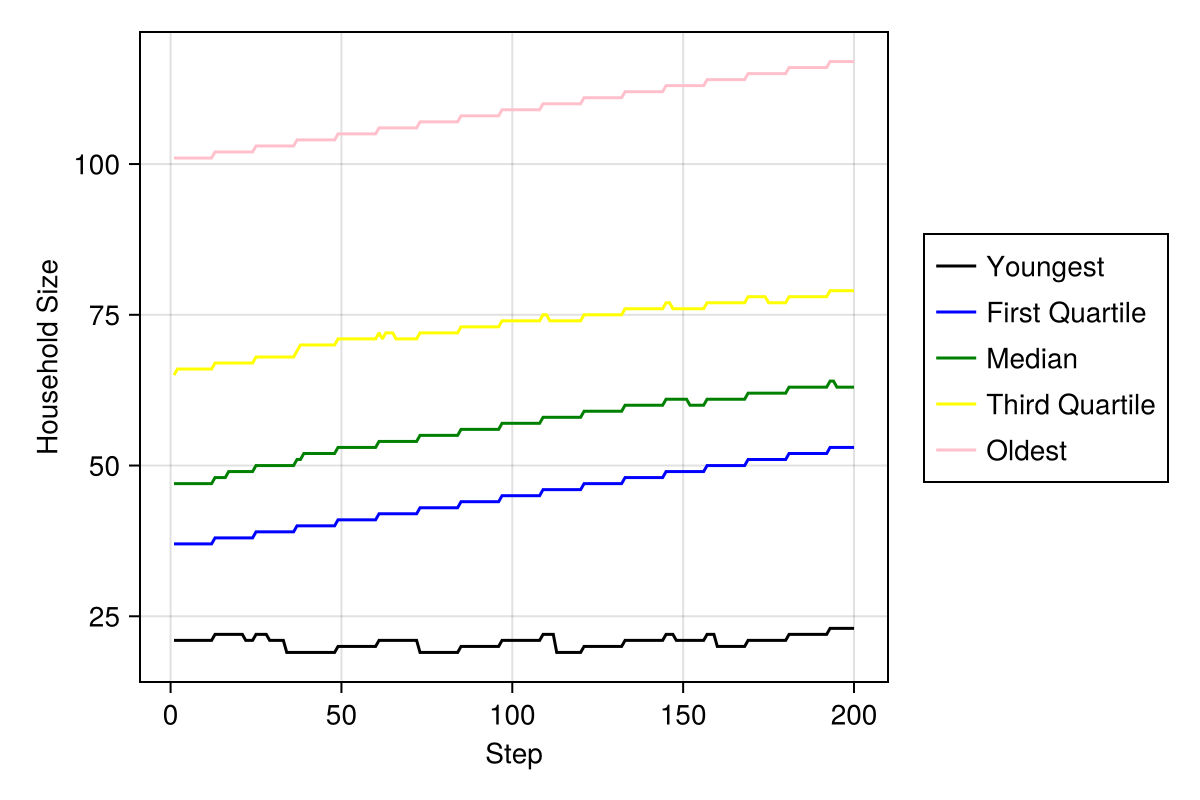 Household Size
100
75
50
25
0 50 100 150 200
Step
Youngest
First Quartile
Median
Third Quartile
Oldest